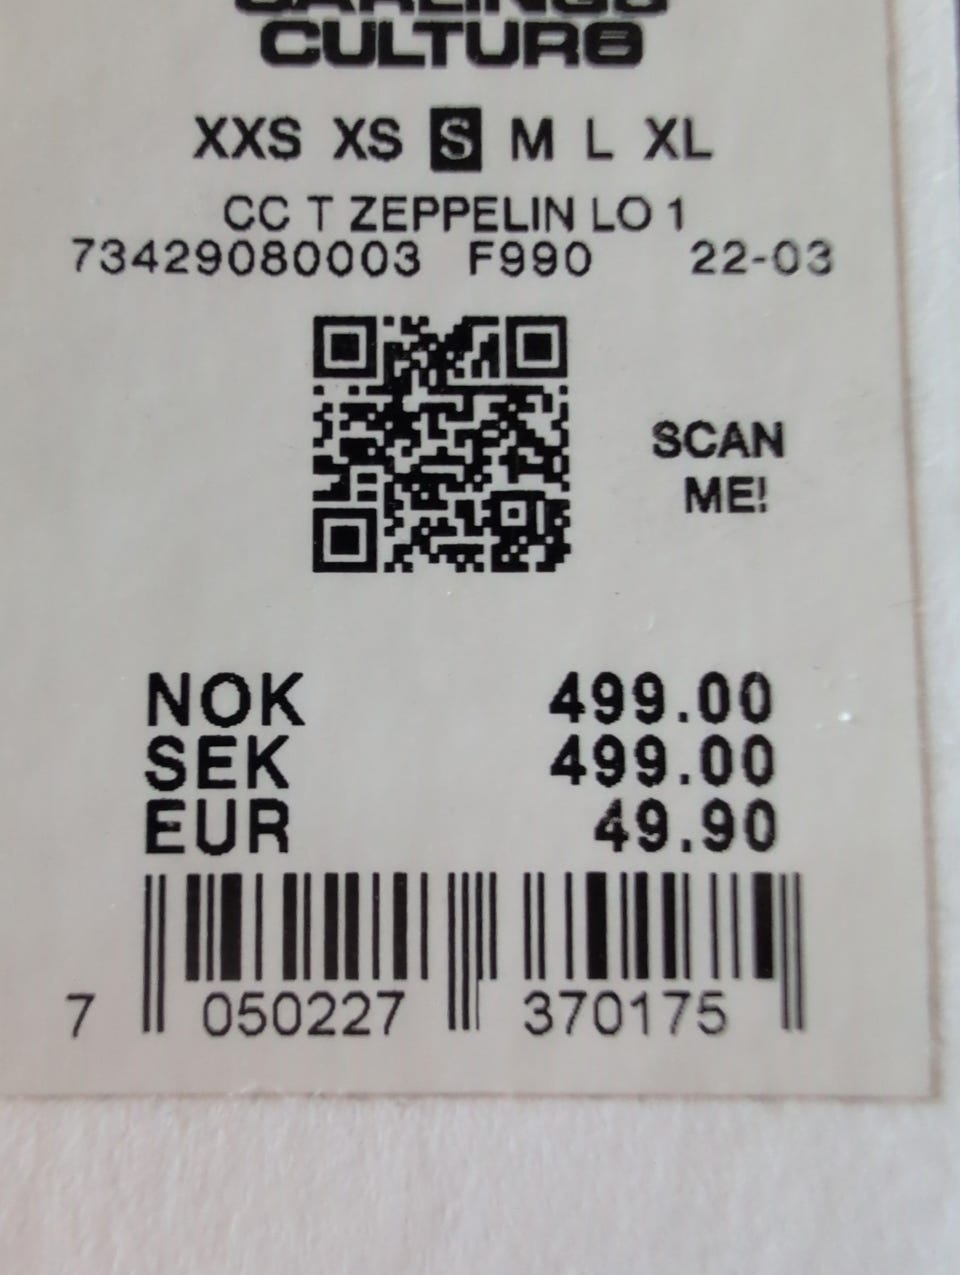 CARLINGS
CULTURE
XXS XS S M L XL
CC T ZEPPELIN LO 1
73429080003 F990 22-03
SCAN
ME!
NOK 499.00
SEK 499.00
EUR 49.90
7 050227 370175